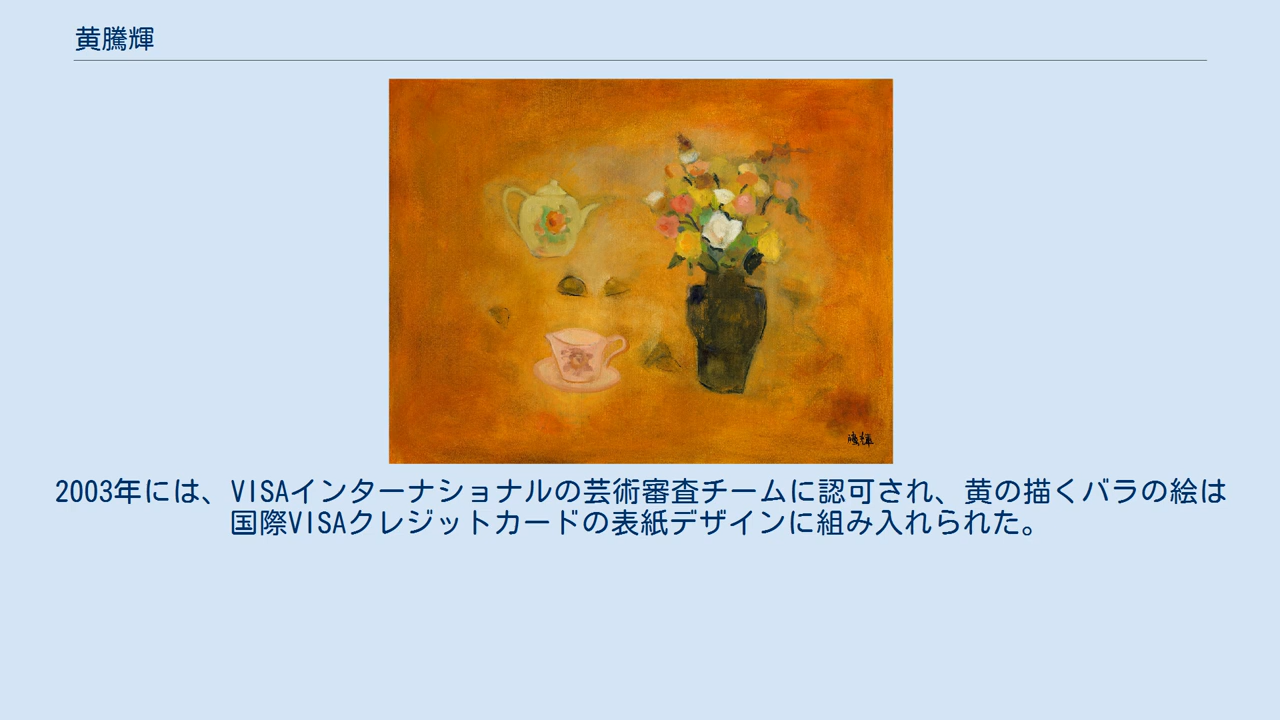 黄騰輝
騰輝
2003年には、VISAインターナショナルの芸術審査チームに認可され、黄の描くバラの絵は
国際VISAクレジットカードの表紙デザインに組み入れられた。